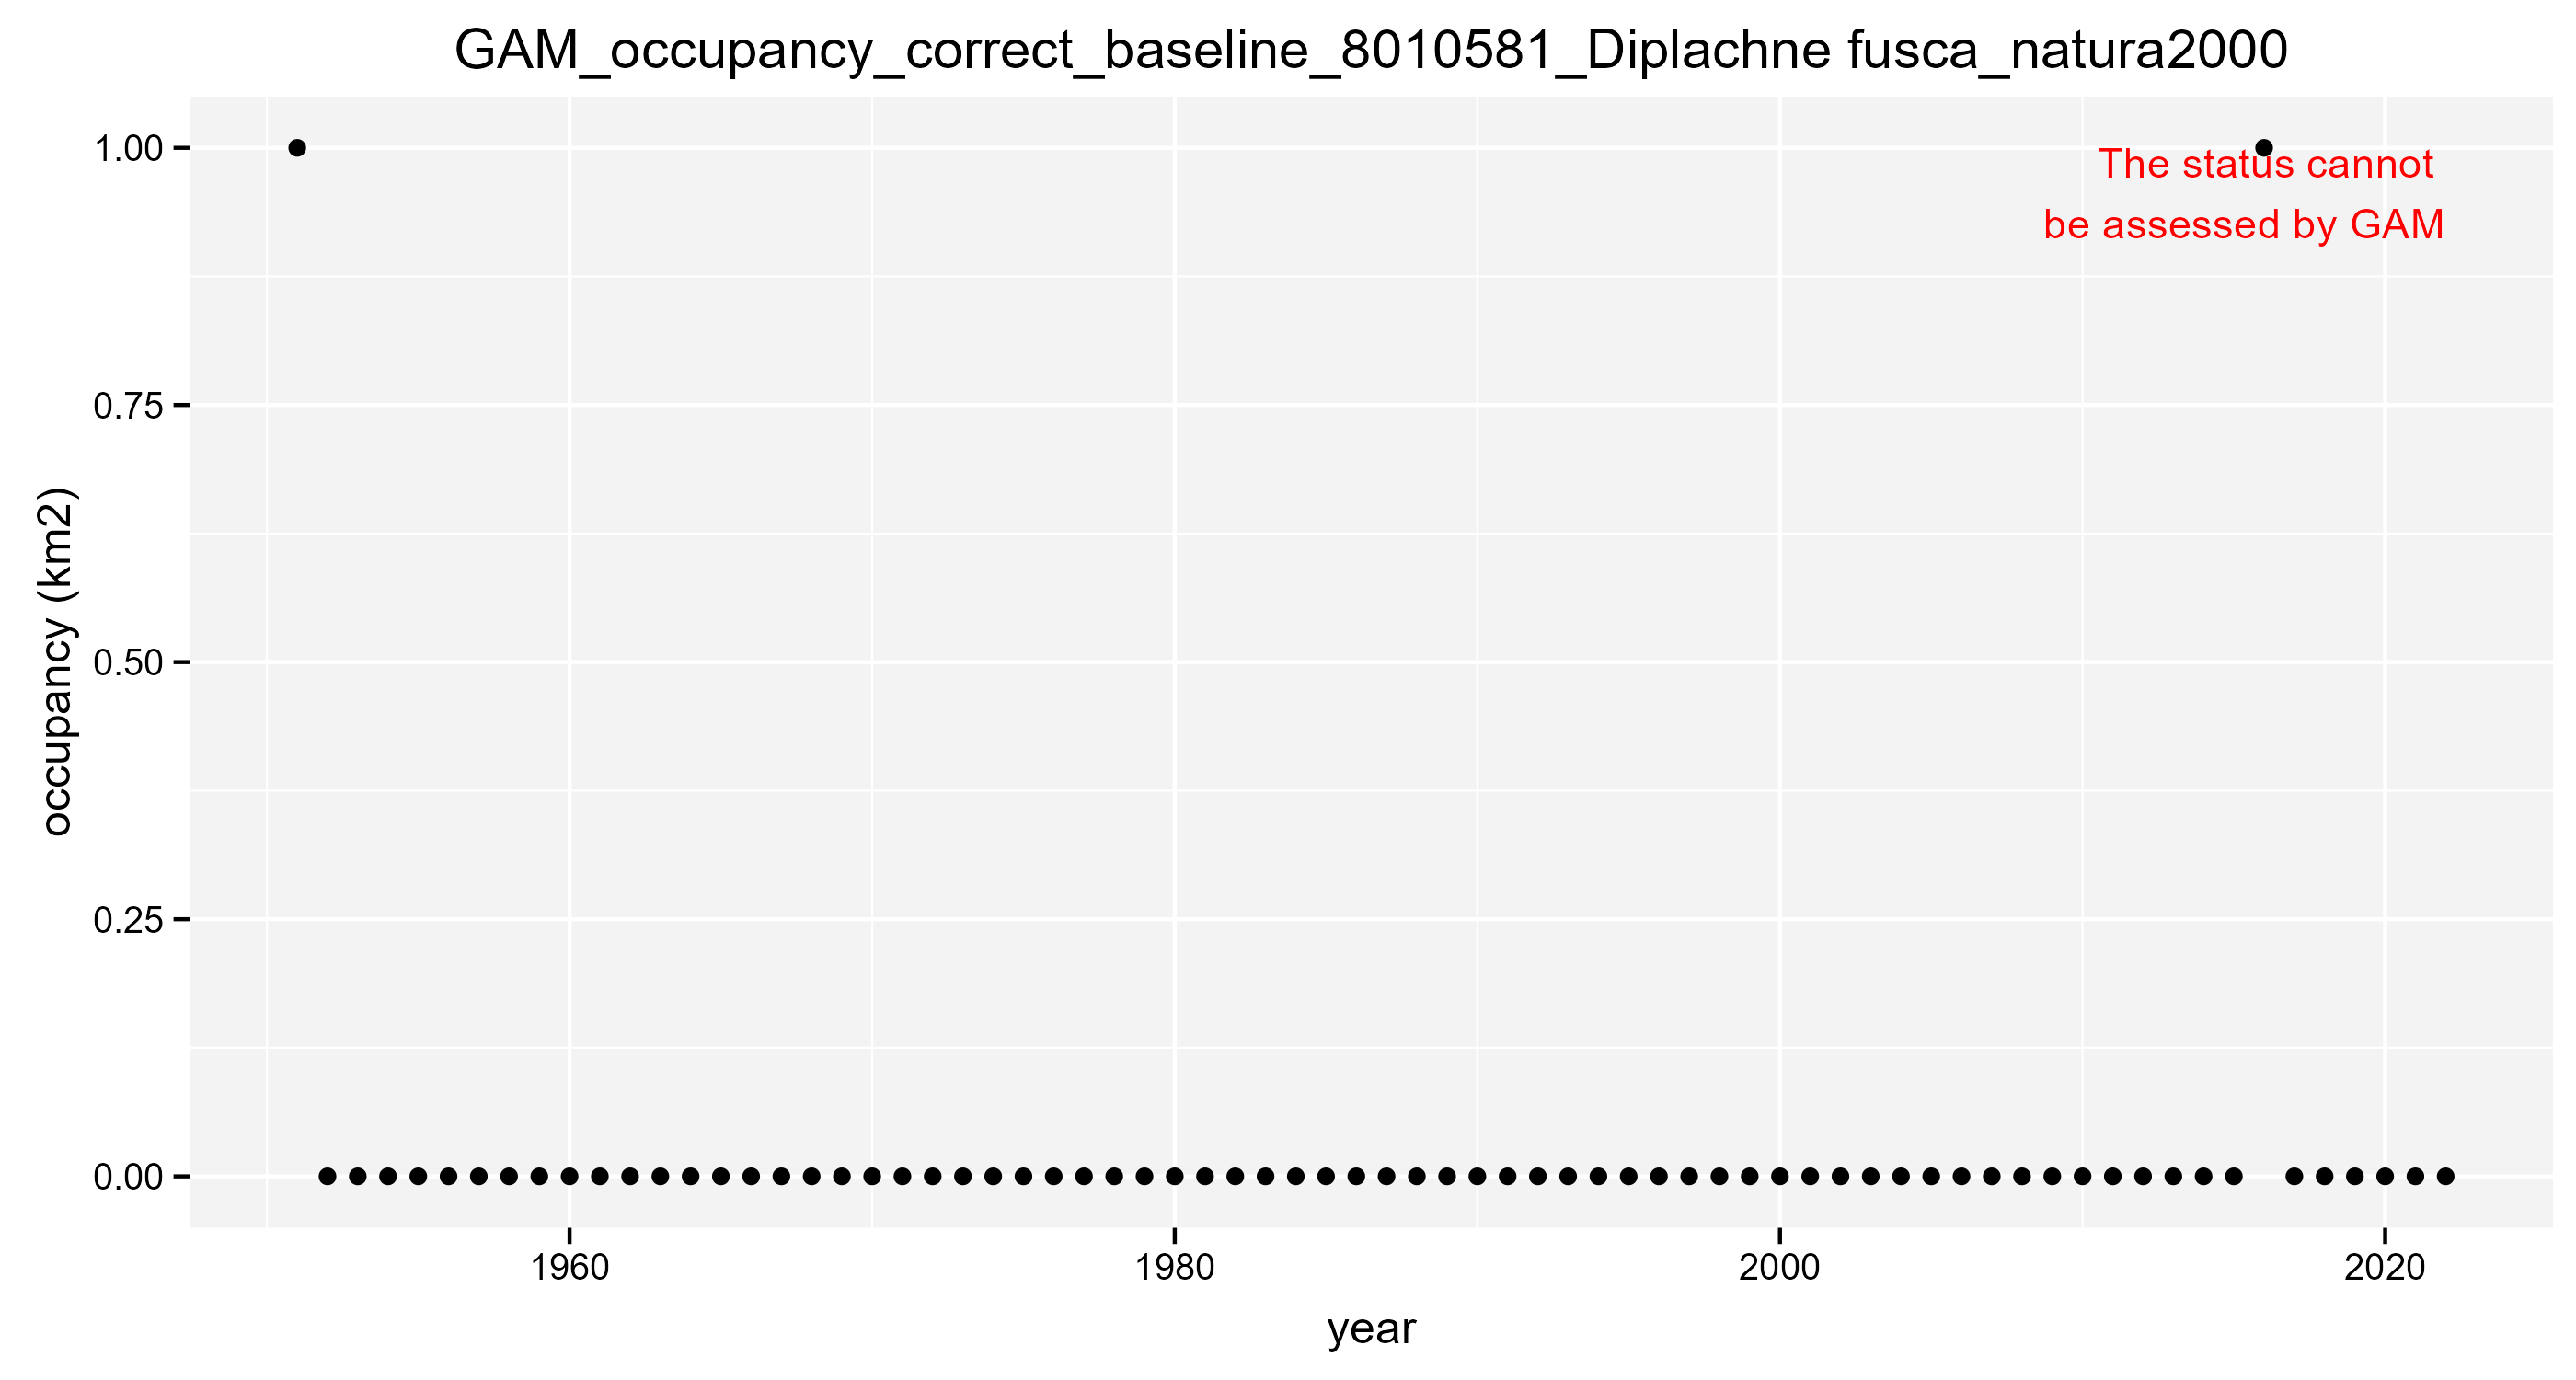 GAM_occupancy_correct_baseline_8010581_Diplachne fusca_natura2000
1.00
The status cannot
be assessed by GAM
0.75
occupancy (km2)
0.50
0.25
0.00
1960 1980 2000 2020
year